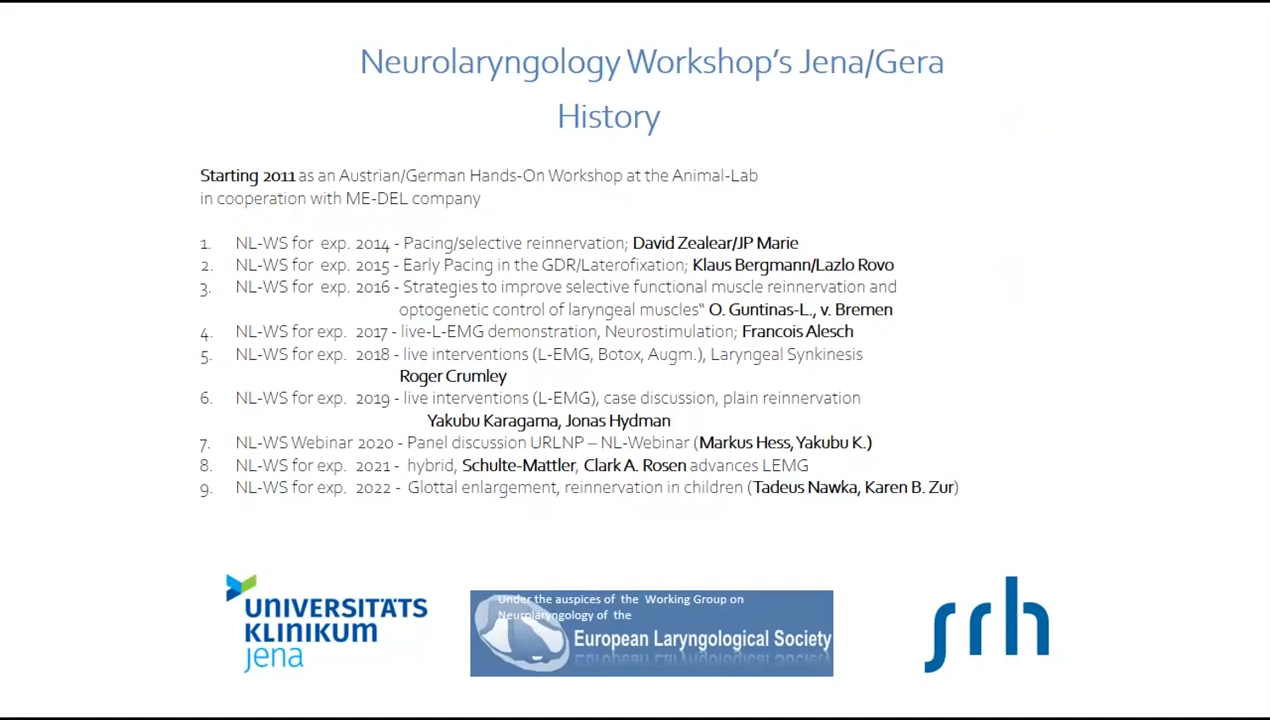 Neurolaryngology Workshop's Jena/Gera
History
Starting 2011 as an Austrian/German Hands-On Workshop at the Animal-Lab
in cooperation with ME-DEL company
1. NL-WS for exp. 2014 - Pacing/selective reinnervation; David Zealear/JP Marie
2. NL-WS for exp. 2015 - Early Pacing in the GDR/Laterofixation; Klaus Bergmann/Lazlo Rovo
3. NL-WS for exp. 2016 - Strategies to improve selective functional muscle reinnervation and
optogenetic control of laryngeal muscles" O. Guntinas-L., v. Bremen
4. NL-WS for exp. 2017 - live-L-EMG demonstration, Neurostimulation; Francois Alesch
5. NL-WS for exp. 2018 - live interventions (L-EMG, Botox, Augm.), Laryngeal Synkinesis
Roger Crumley
6. NL-WS for exp. 2019 - live interventions (L-EMG), case discussion, plain reinnervation
Yakubu Karagama, Jonas Hydman
7. NL-WS Webinar 2020 - Panel discussion URLNP – NL-Webinar (Markus Hess, Yakubu K.)
8. NL-WS for exp. 2021 - hybrid, Schulte-Mattler, Clark A. Rosen advances LEMG
9. NL-WS for exp. 2022 - Glottal enlargement, reinnervation in children (Tadeus Nawka, Karen B. Zur)
UNIVERSITÄTS
KLINIKUM
jena
Under the auspices of the Working Group on
Neurolaryngology of the
European Laryngological Society
srh